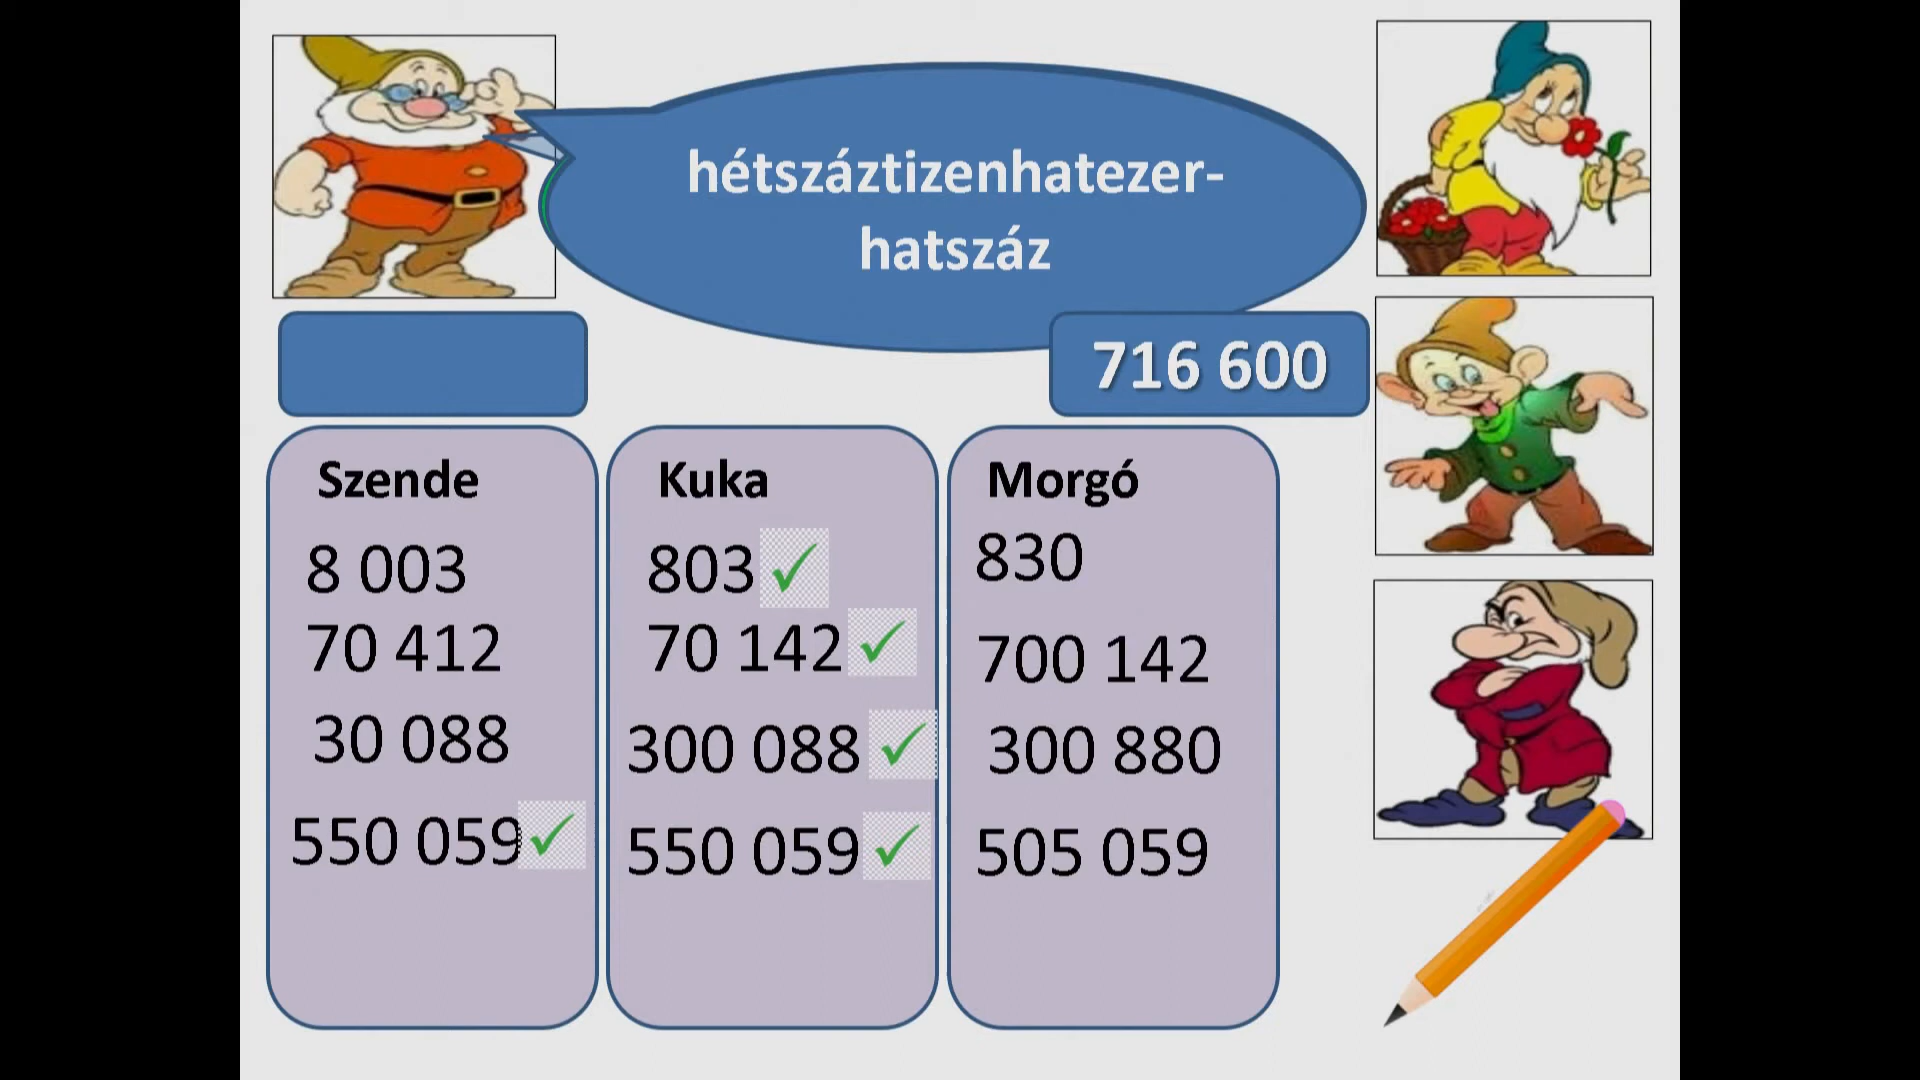 hétszáztizenhatezer-
hatszáz
716 600
Szende
8 003
70 412
30 088
550 059
Kuka
803
70 142
300 088
550 059
Morgó
830
700 142
300 880
505 059